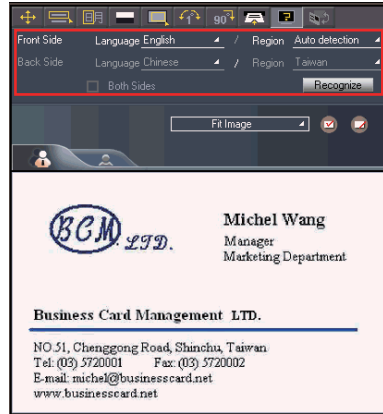 90°
?
Front Side Language English / Region Auto detection
Back Side Language Chinese / Region Taiwan
Both Sides Recognize
Fit Image
BCM. LTD.
Michel Wang
Manager
Marketing Department
Business Card Management LTD.
NO.51, Chenggong Road, Shinchu, Taiwan
Tel: (03) 5720001 Fax: (03) 5720002
E-mail: michel@businesscard.net
www.businesscard.net